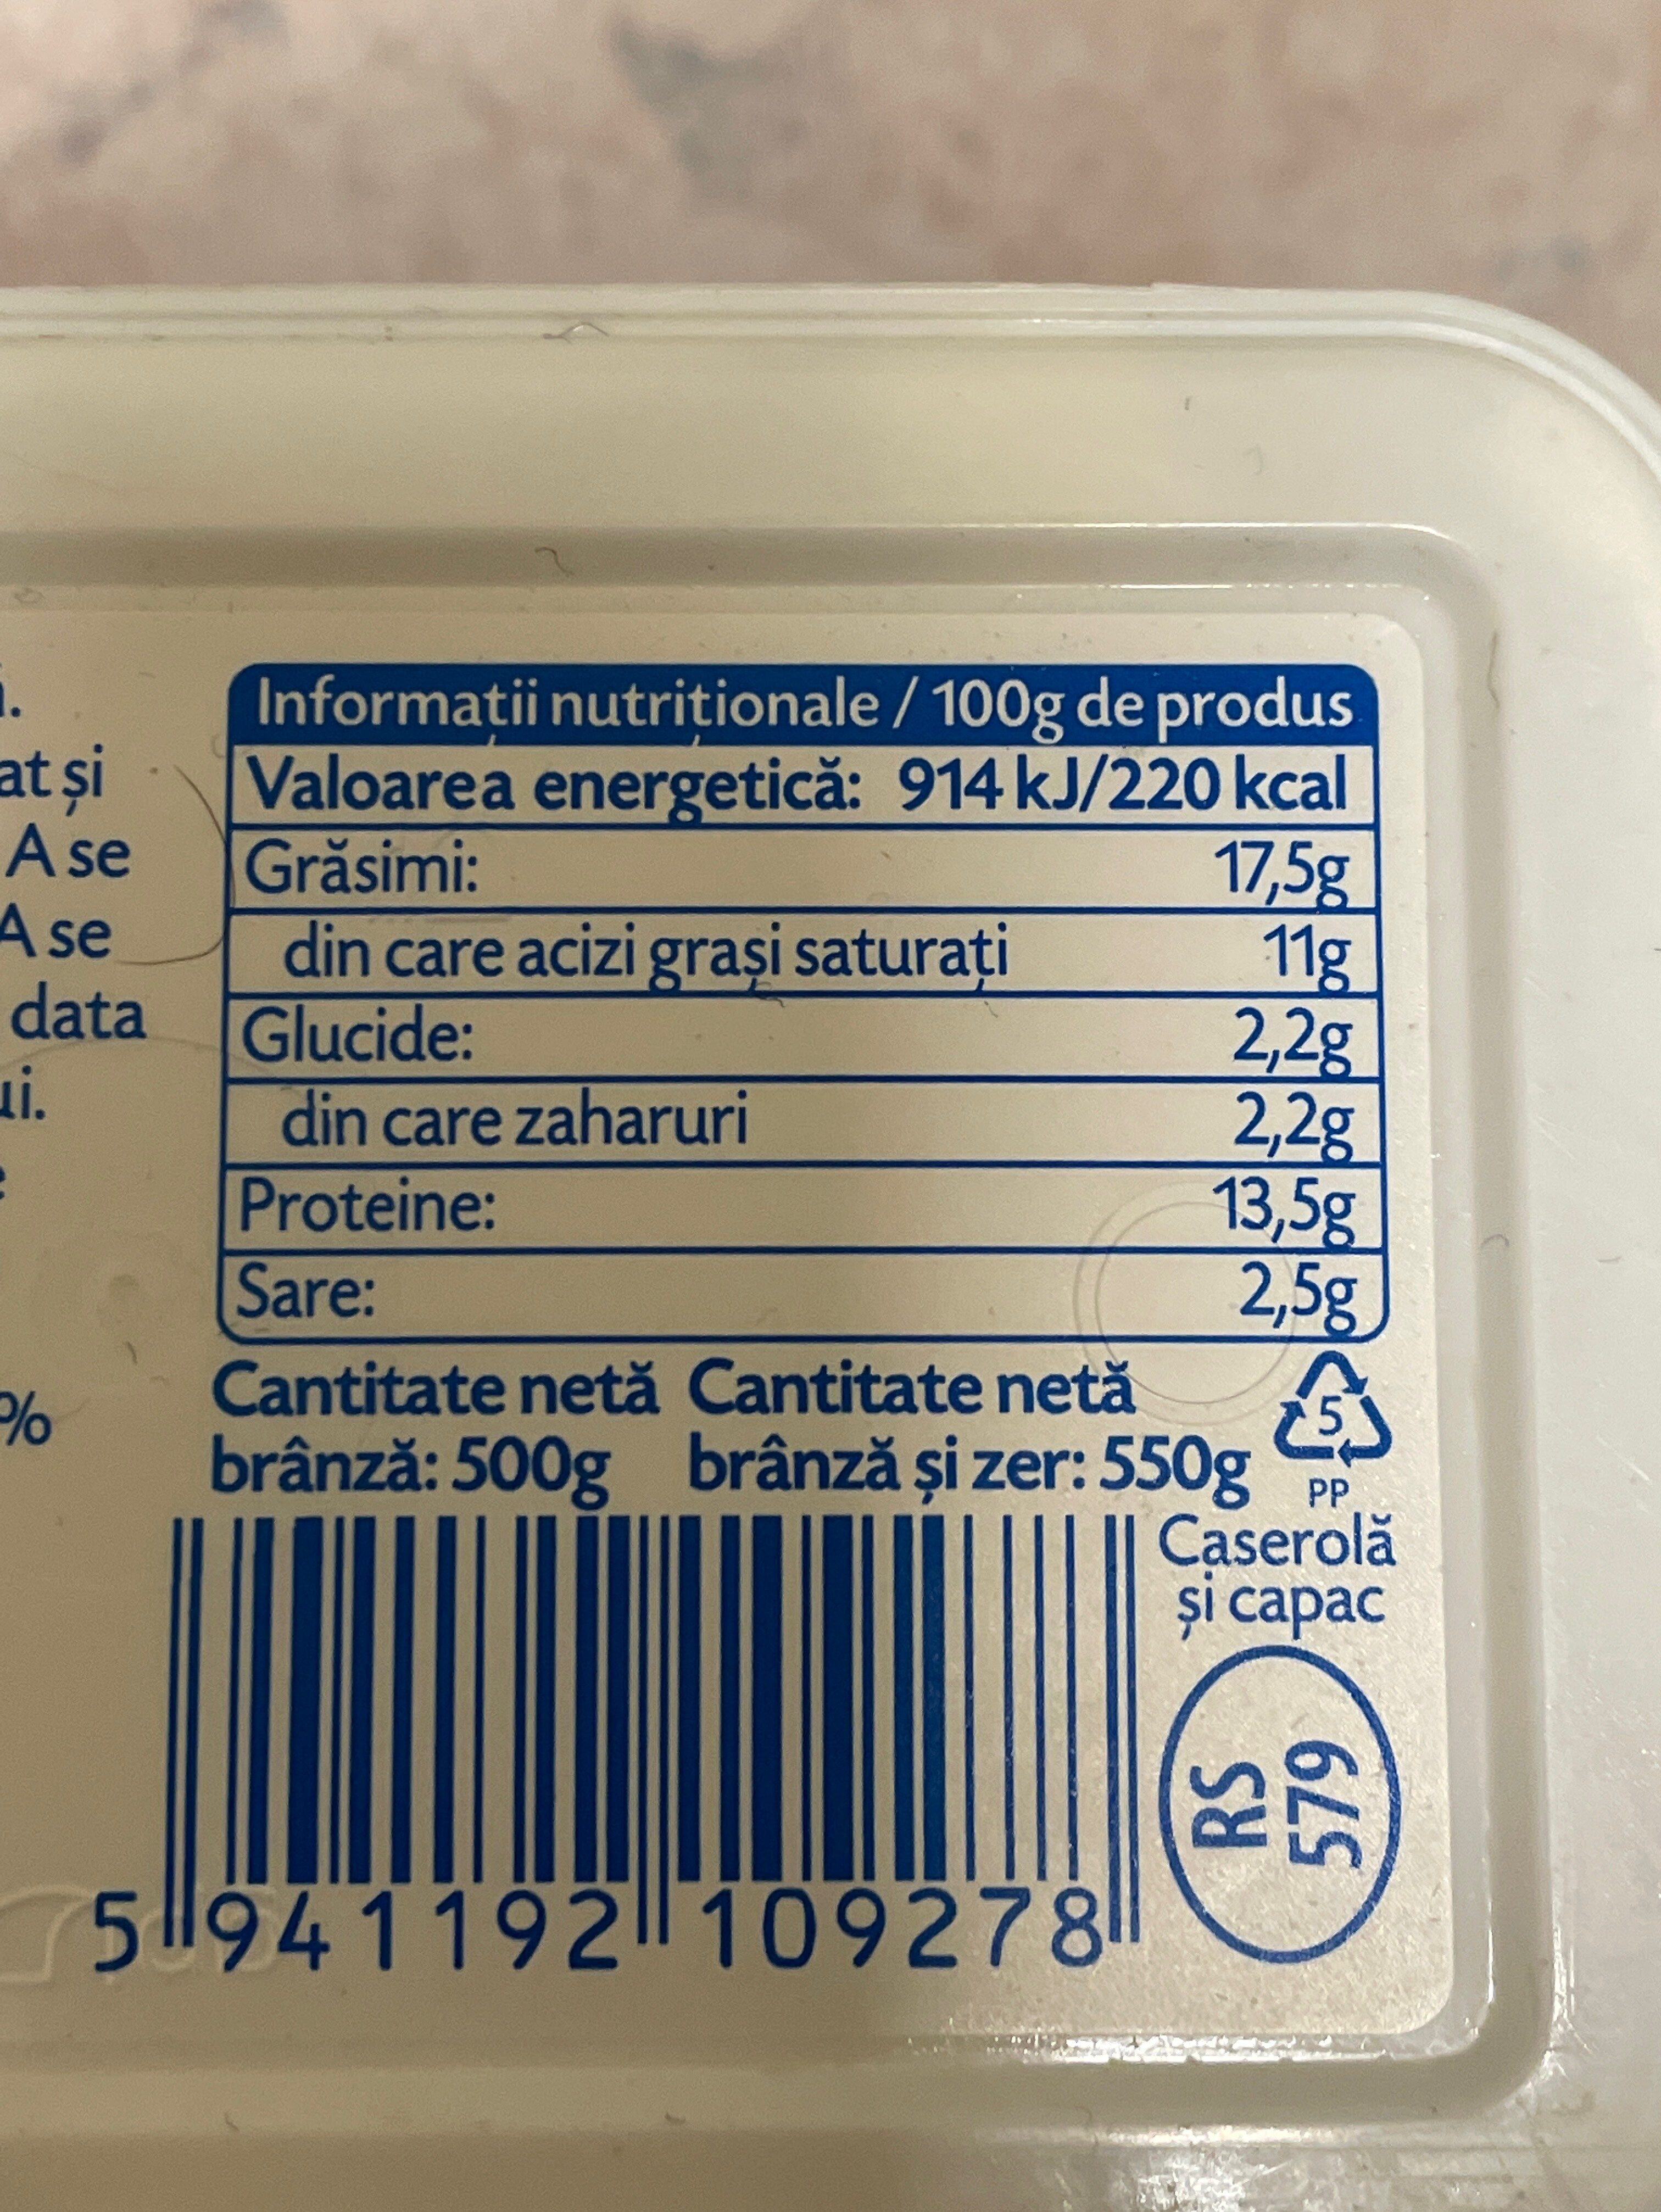 at și
A se
A se
data
%
Informații nutriționale / 100g de produs
Valoarea energetică: 914 kJ/220 kcal
Grăsimi: 17,5g
din care acizi grași saturați 11g
Glucide: 2,2g
din care zaharuri 2,2g
Proteine: 13,5g
Sare: 2,5g
Cantitate netă Cantitate netă
brânză: 500g brânză și zer: 550g
5
PP
Caserolă
și capac
RS
579
5 941192 109278